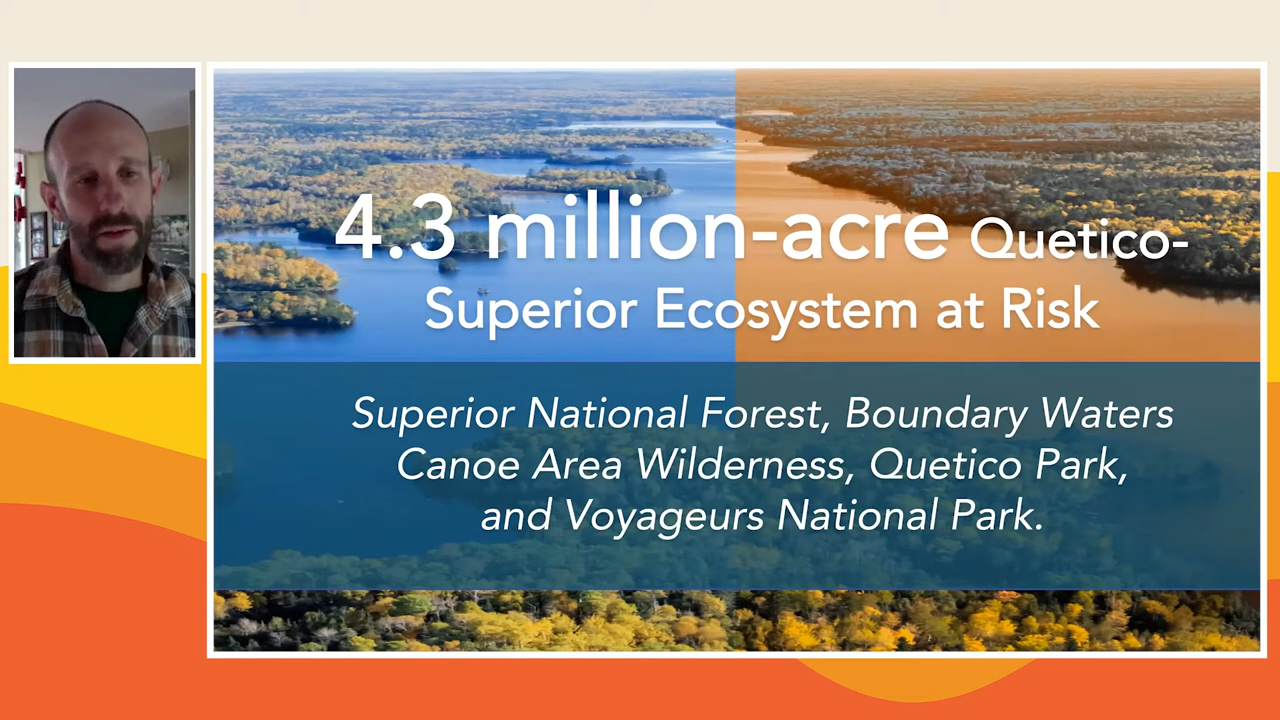 4.3 million-acre Quetico-
Superior Ecosystem at Risk
Superior National Forest, Boundary Waters
Canoe Area Wilderness, Quetico Park,
and Voyageurs National Park.